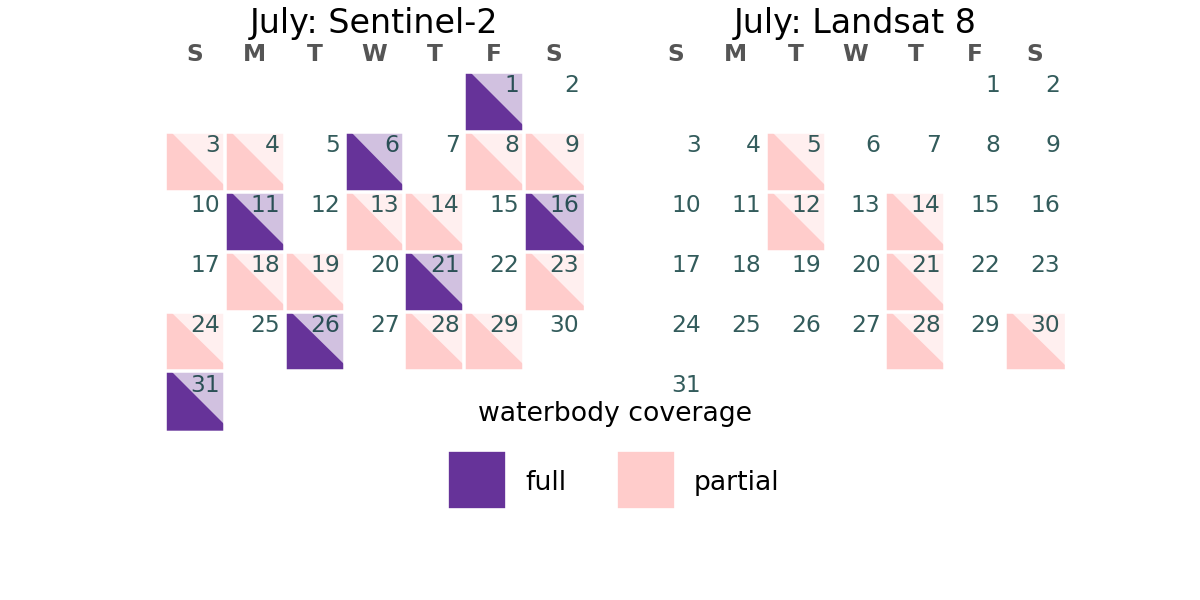 July: Sentinel-2
S M T W T F S
1 2
3 4 5 6 7 8 9
10 11 12 13 14 15 16
17 18 19 20 21 22 23
24 25 26 27 28 29 30
31
July: Landsat 8
S M T W T F S
1 2
3 4 5 6 7 8 9
10 11 12 13 14 15 16
17 18 19 20 21 22 23
24 25 26 27 28 29 30
31
waterbody coverage
full
partial